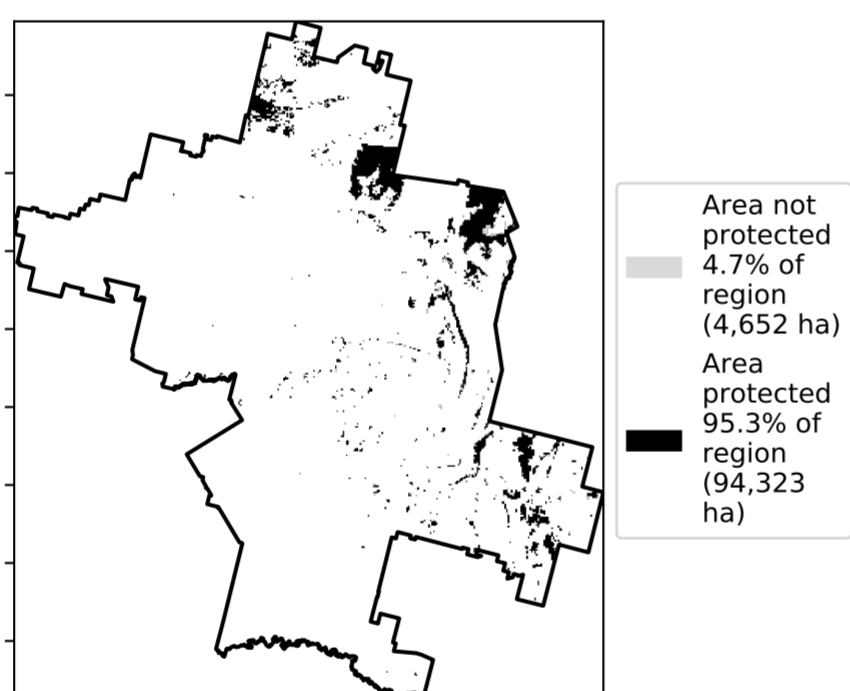 Area not
protected
4.7% of
region
(4,652 ha)
Area
protected
95.3% of
region
(94,323
ha)